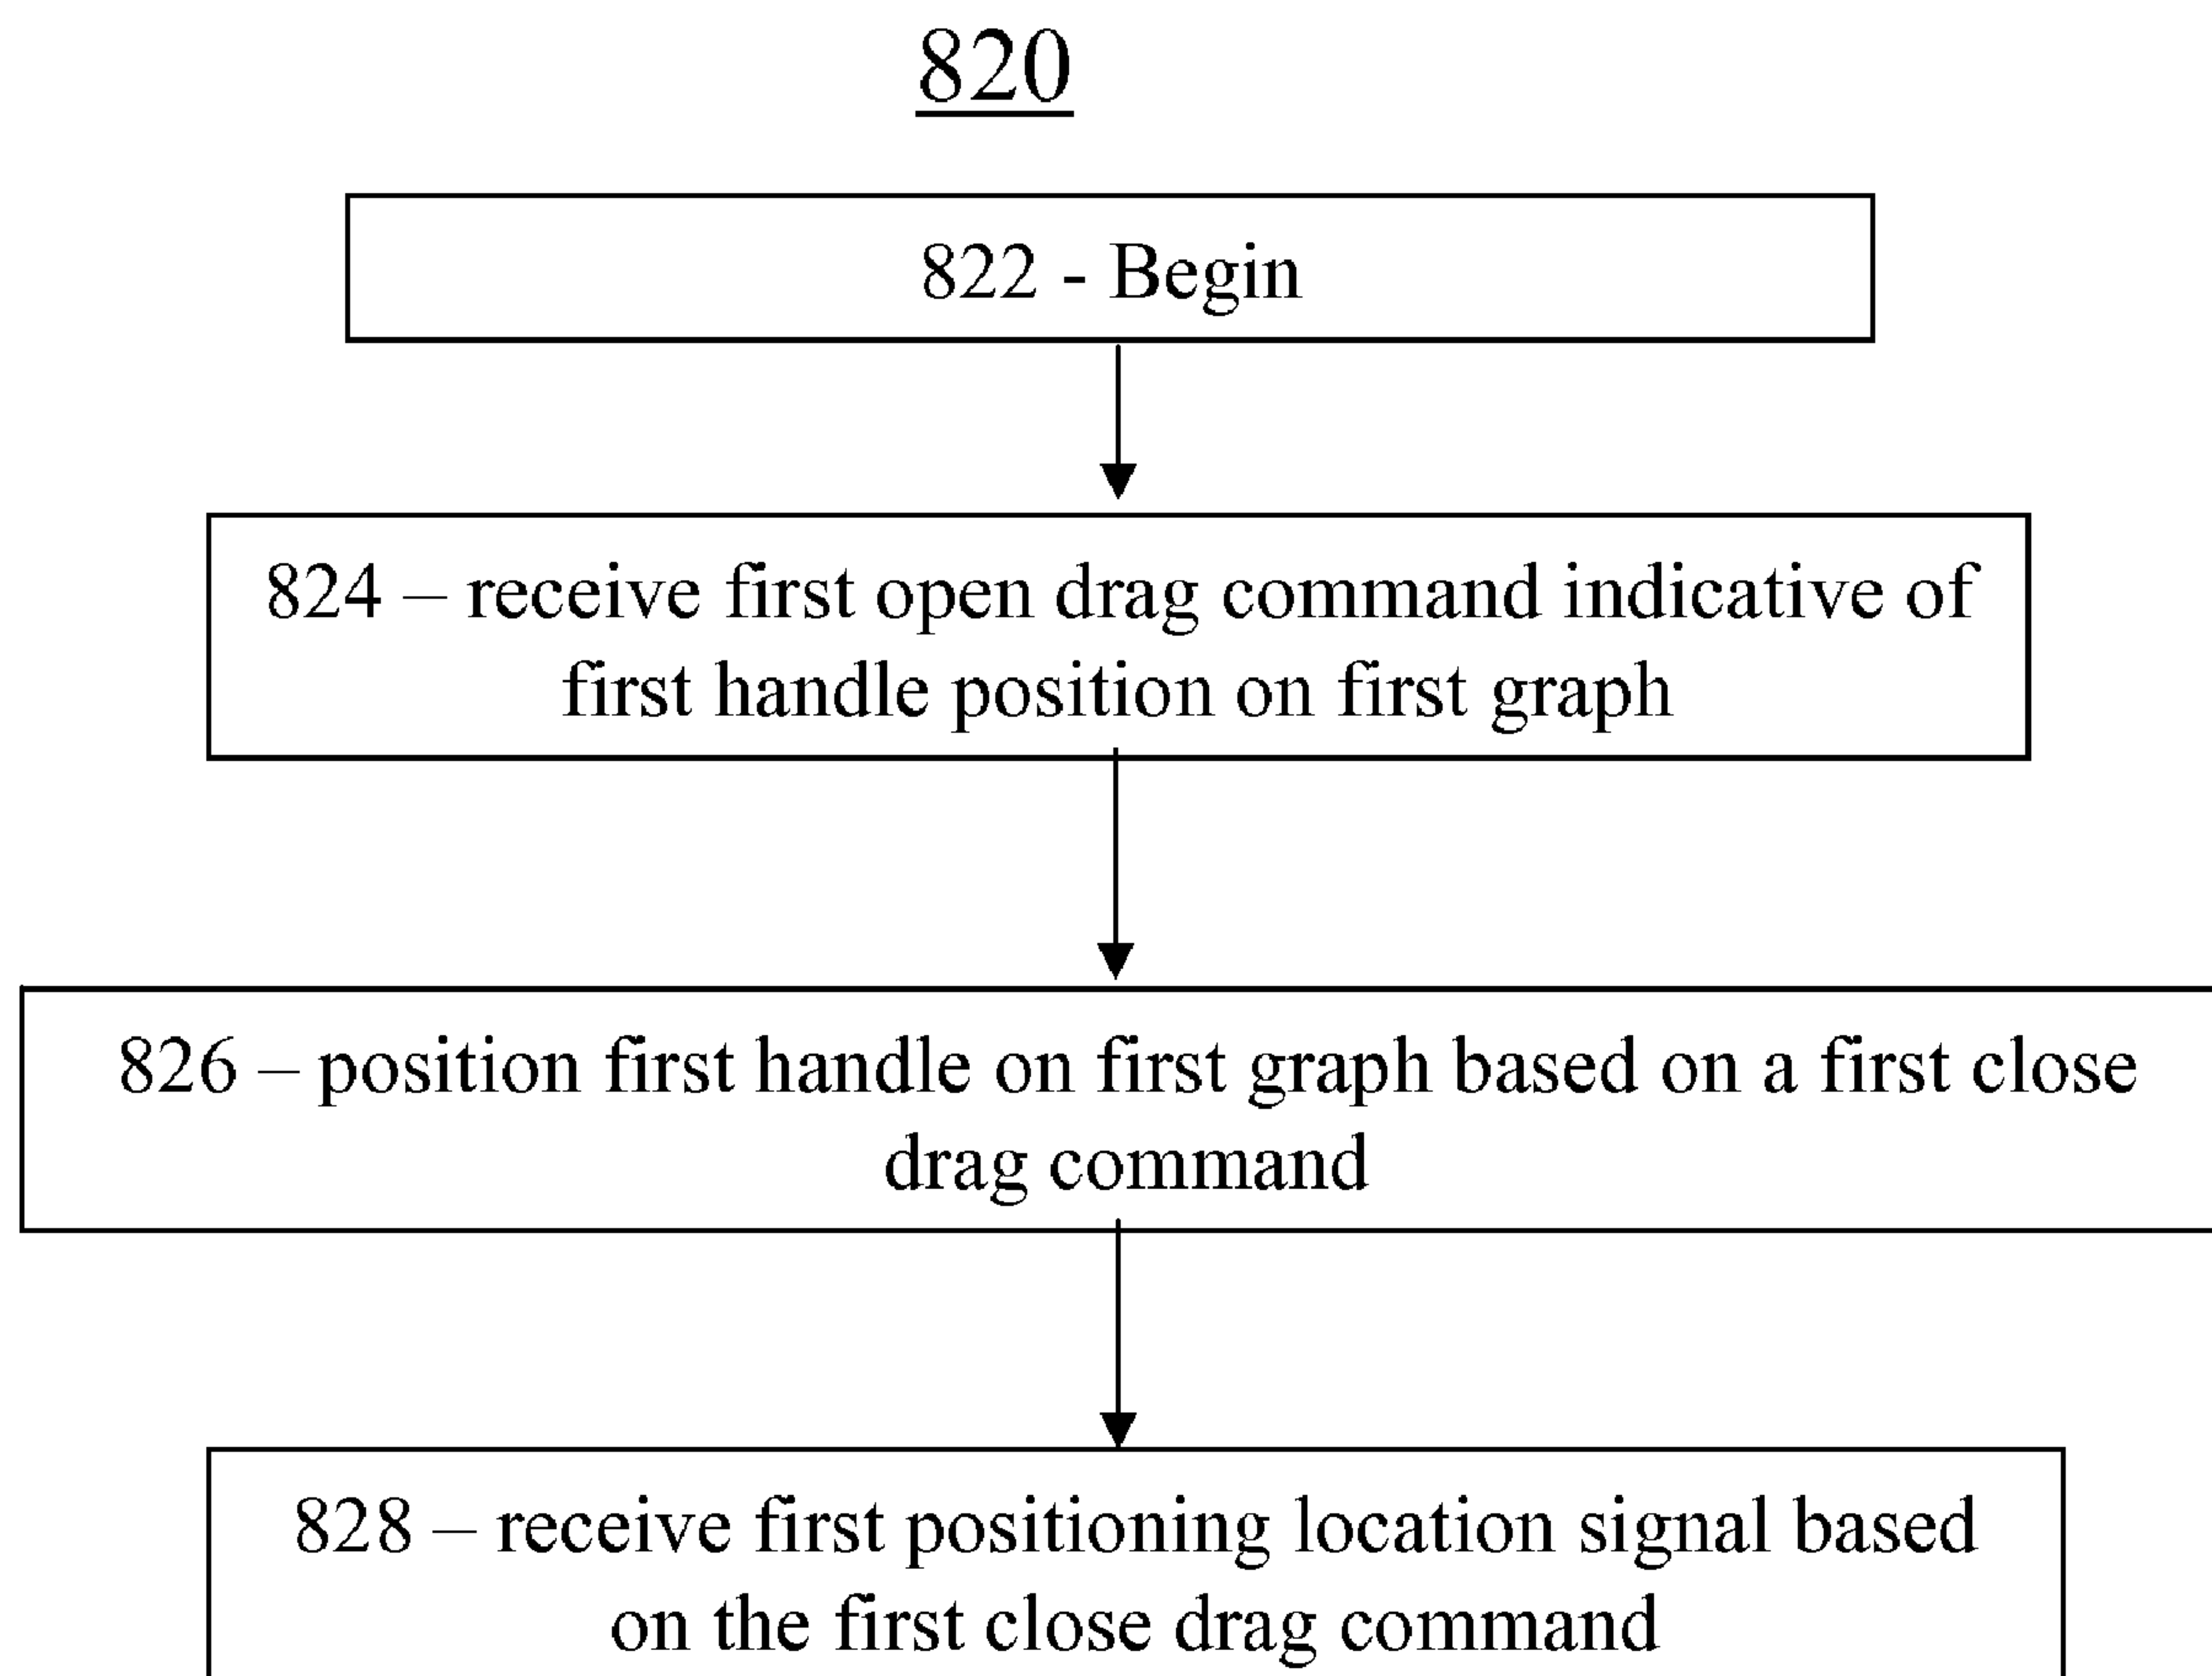 820
822 - Begin
824 – receive first open drag command indicative of
first handle position on first graph
826 – position first handle on first graph based on a first close
drag command
828 – receive first positioning location signal based
on the first close drag command